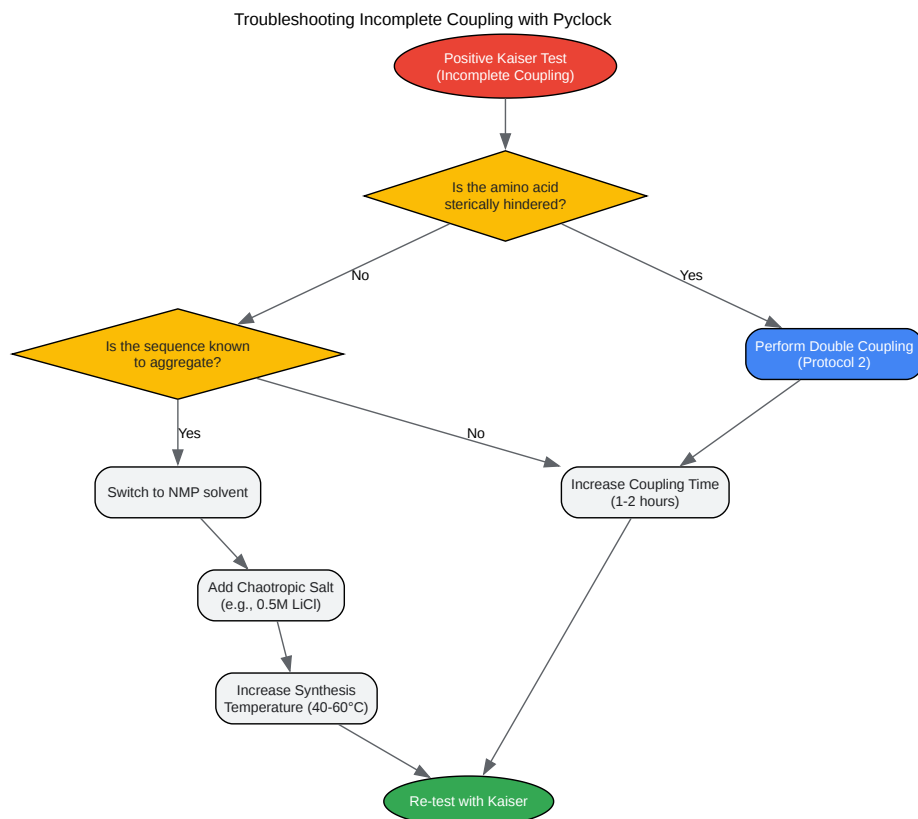 Troubleshooting Incomplete Coupling with Pyclock
Positive Kaiser Test
(Incomplete Coupling)
Is the amino acid
sterically hindered?
No
Yes
Is the sequence known
to aggregate?
Perform Double Coupling
(Protocol 2)
Yes
No
Switch to NMP solvent
Increase Coupling Time
(1-2 hours)
Add Chaotropic Salt
(e.g., 0.5M LiCl)
Increase Synthesis
Temperature (40-60°C)
Re-test with Kaiser